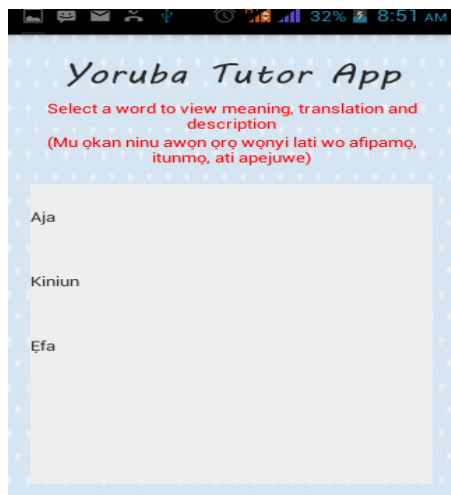 32% 8:51 AM
Yoruba Tutor App
Select a word to view meaning, translation and
description
(Mu ọkan ninu awọn ọrọ wọnyi lati wo afipamọ,
itunmọ, ati apejuwe)
Aja
Kiniun
Ẹfa